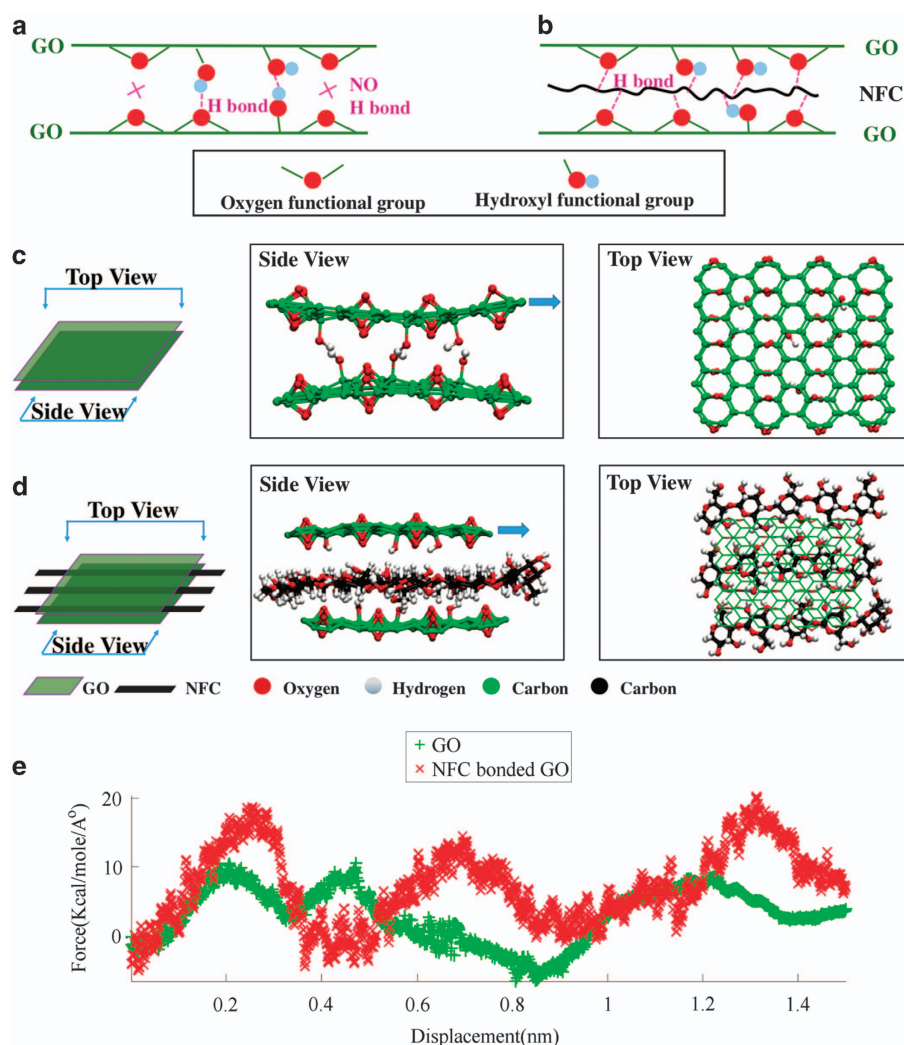 a
GO
NO
H bond
H bond
GO
b
GO
H bond
NFC
GO
Oxygen functional group
Hydroxyl functional group
c
Top View
Side View
Side View
Top View
d
Top View
Side View
Side View
Top View
GO
NFC
Oxygen
Hydrogen
Carbon
Carbon
e
GO
NFC bonded GO
Force(Kcal/mole/A°)
20
10
0
0.2
0.4
0.6
0.8
1
1.2
1.4
Displacement(nm)